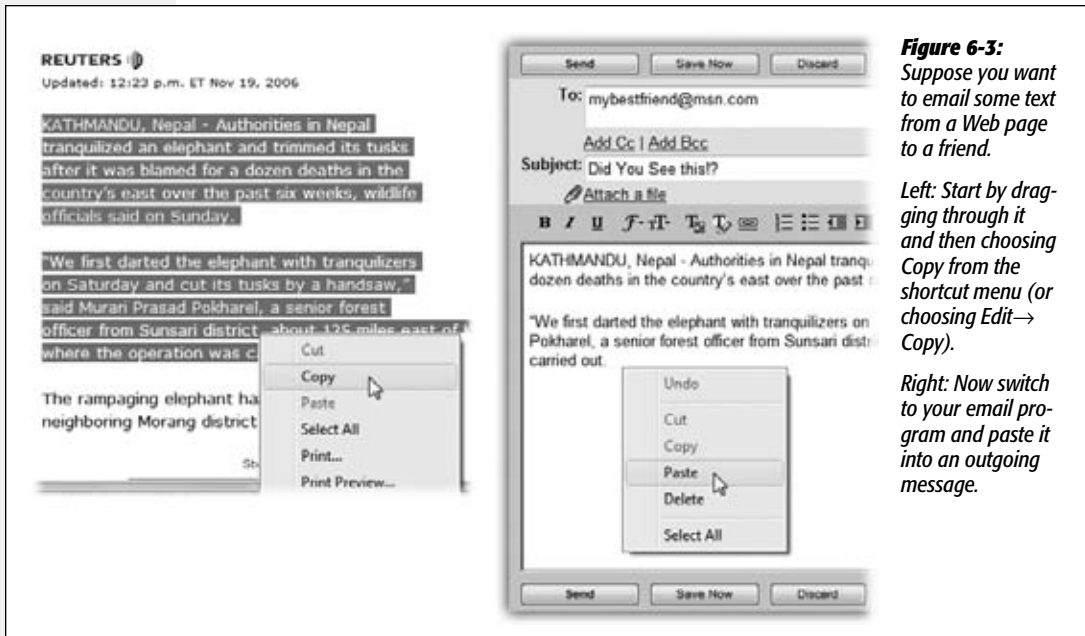 REUTERS
Updated: 12:23 p.m. ET Nov 19, 2006
KATHMANDU, Nepal - Authorities in Nepal
tranquilized an elephant and trimmed its tusks
after it was blamed for a dozen deaths in the
country's east over the past six weeks, wildlife
officials said on Sunday.
"We first darted the elephant with tranquilizers
on Saturday and cut its tusks by a handsaw,"
said Murari Prasad Pokharel, a senior forest
officer from Sunsari district, about 125 miles east of
where the operation was
The rampaging elephant
neighboring Morang district
Cut
Copy
Paste
Select All
Print...
Print Preview...
Send Save Now Discard
To: mybestfriend@msn.com
Add Cc | Add Bcc
Subject: Did You See this!?
Attach a file
B I U
KATHMANDU, Nepal - Authorities in Nepal
dozen deaths in the country's east over the past
"We first darted the elephant with tranquilizers on
Pokharel, a senior forest officer from Sunsari
carried out.
Undo
Cut
Copy
Paste
Delete
Select All
Send Save Now Discard
Figure 6-3:
Suppose you want
to email some text
from a Web page
to a friend.
Left: Start by drag-
ging through it
and then choosing
Copy from the
shortcut menu (or
choosing Edit→
Copy).
Right: Now switch
to your email pro-
gram and paste it
into an outgoing
message.